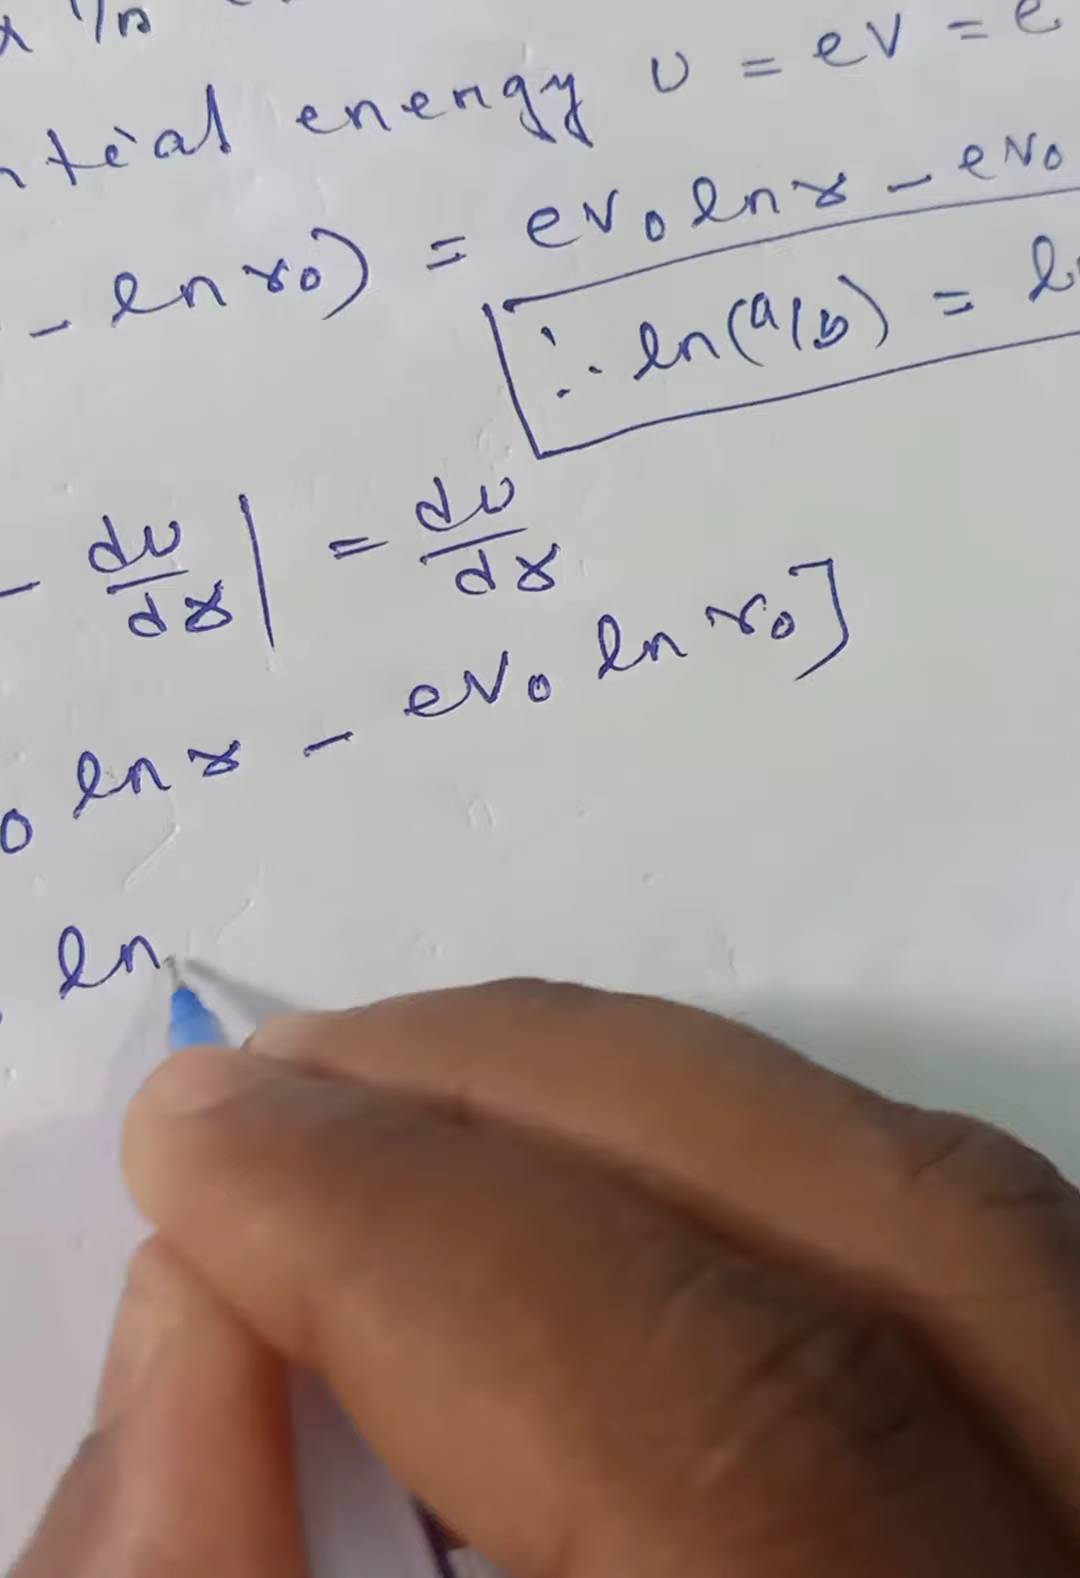 r ∝ 1/n
ntial energy U = eV = e
- ln r₀) = eV₀ ln r - eV₀
∴ ln(a/b) = l
- dU/dr | = dU/dr
₀ ln r - eV₀ ln r₀]
ln